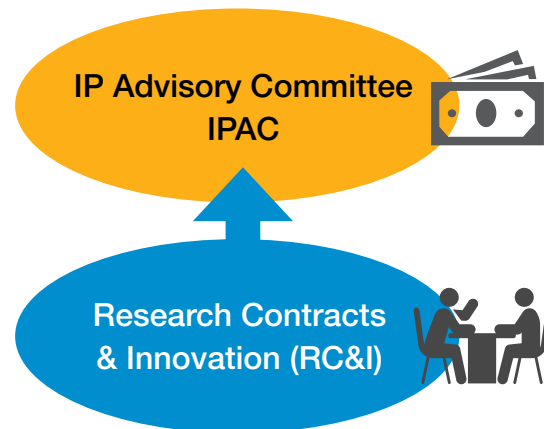 IP Advisory Committee
IPAC
Research Contracts
& Innovation (RC&I)